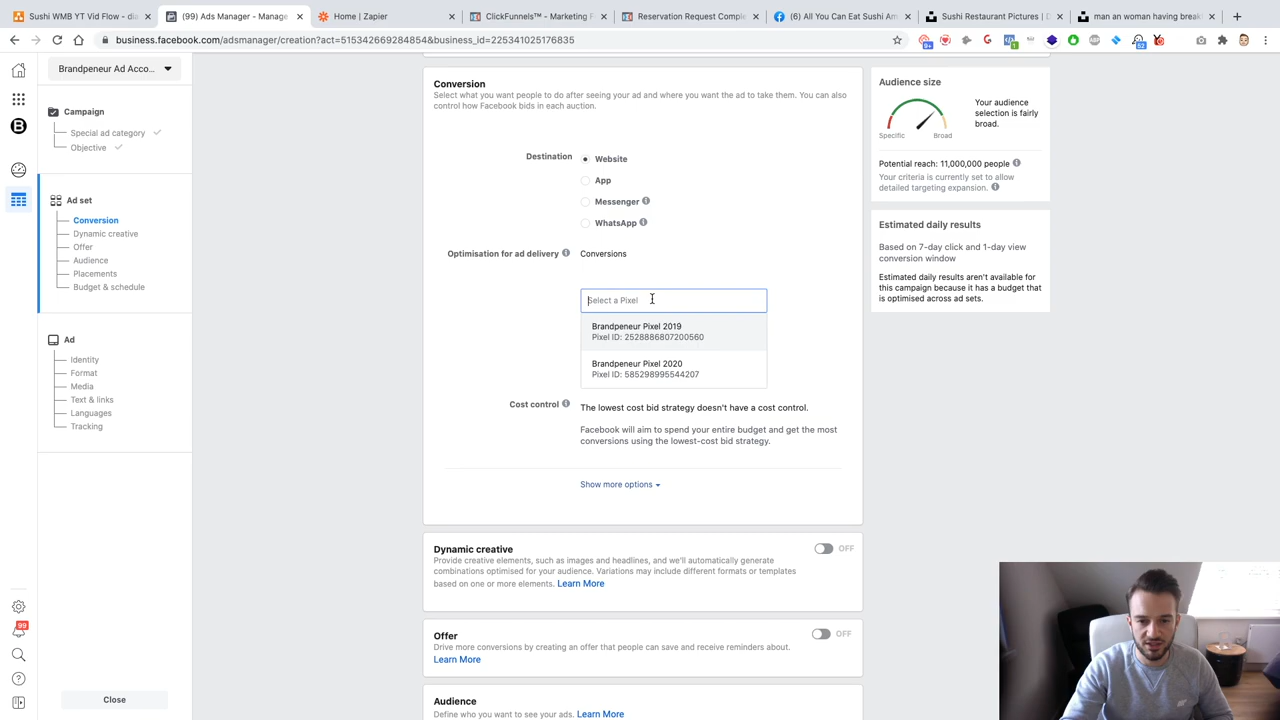 Sushi WMB YT Vid Flow - dia
(99) Ads Manager - Manage
Home | Zapier
ClickFunnels™ - Marketing F
Reservation Request Comple
(6) All You Can Eat Sushi Am
Sushi Restaurant Pictures | D
man an woman having break
business.facebook.com/adsmanager/creation?act=515342669284854&business_id=225341025176835
Brandpeneur Ad Acco...
Campaign
Special ad category
Objective
Ad set
Conversion
Dynamic creative
Offer
Audience
Placements
Budget & schedule
Ad
Identity
Format
Media
Text & links
Languages
Tracking
99
Close
Conversion
Select what you want people to do after seeing your ad and where you want the ad to take them. You can also
control how Facebook bids in each auction.
Destination
Website
App
Messenger
WhatsApp
Optimisation for ad delivery
Conversions
Select a Pixel
Brandpeneur Pixel 2019
Pixel ID: 2528886807200560
Brandpeneur Pixel 2020
Pixel ID: 585298995544207
Cost control
The lowest cost bid strategy doesn't have a cost control.
Facebook will aim to spend your entire budget and get the most
conversions using the lowest-cost bid strategy.
Show more options
Dynamic creative
OFF
Provide creative elements, such as images and headlines, and we'll automatically generate
combinations optimised for your audience. Variations may include different formats or templates
based on one or more elements. Learn More
Offer
OFF
Drive more conversions by creating an offer that people can save and receive reminders about.
Learn More
Audience
Define who you want to see your ads. Learn More
Audience size
Specific
Broad
Your audience
selection is fairly
broad.
Potential reach: 11,000,000 people
Your criteria is currently set to allow
detailed targeting expansion.
Estimated daily results
Based on 7-day click and 1-day view
conversion window
Estimated daily results aren't available for
this campaign because it has a budget that
is optimised across ad sets.